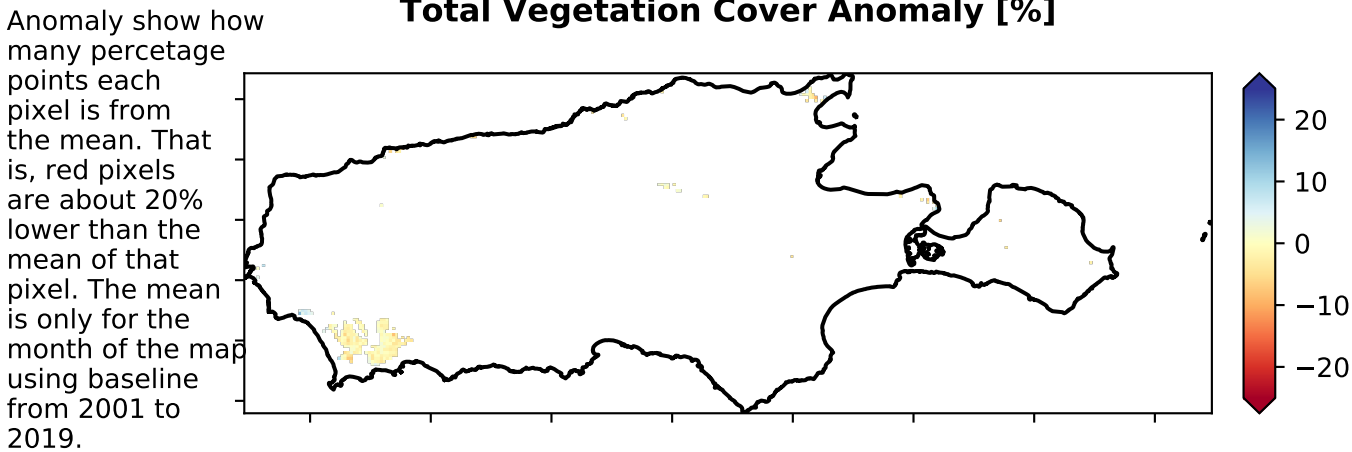 Total Vegetation Cover Anomaly [%]
Anomaly show how
many percetage
points each
pixel is from
the mean. That
is, red pixels
are about 20%
lower than the
mean of that
pixel. The mean
is only for the
month of the map
using baseline
from 2001 to
2019.
20
10
0
−10
−20